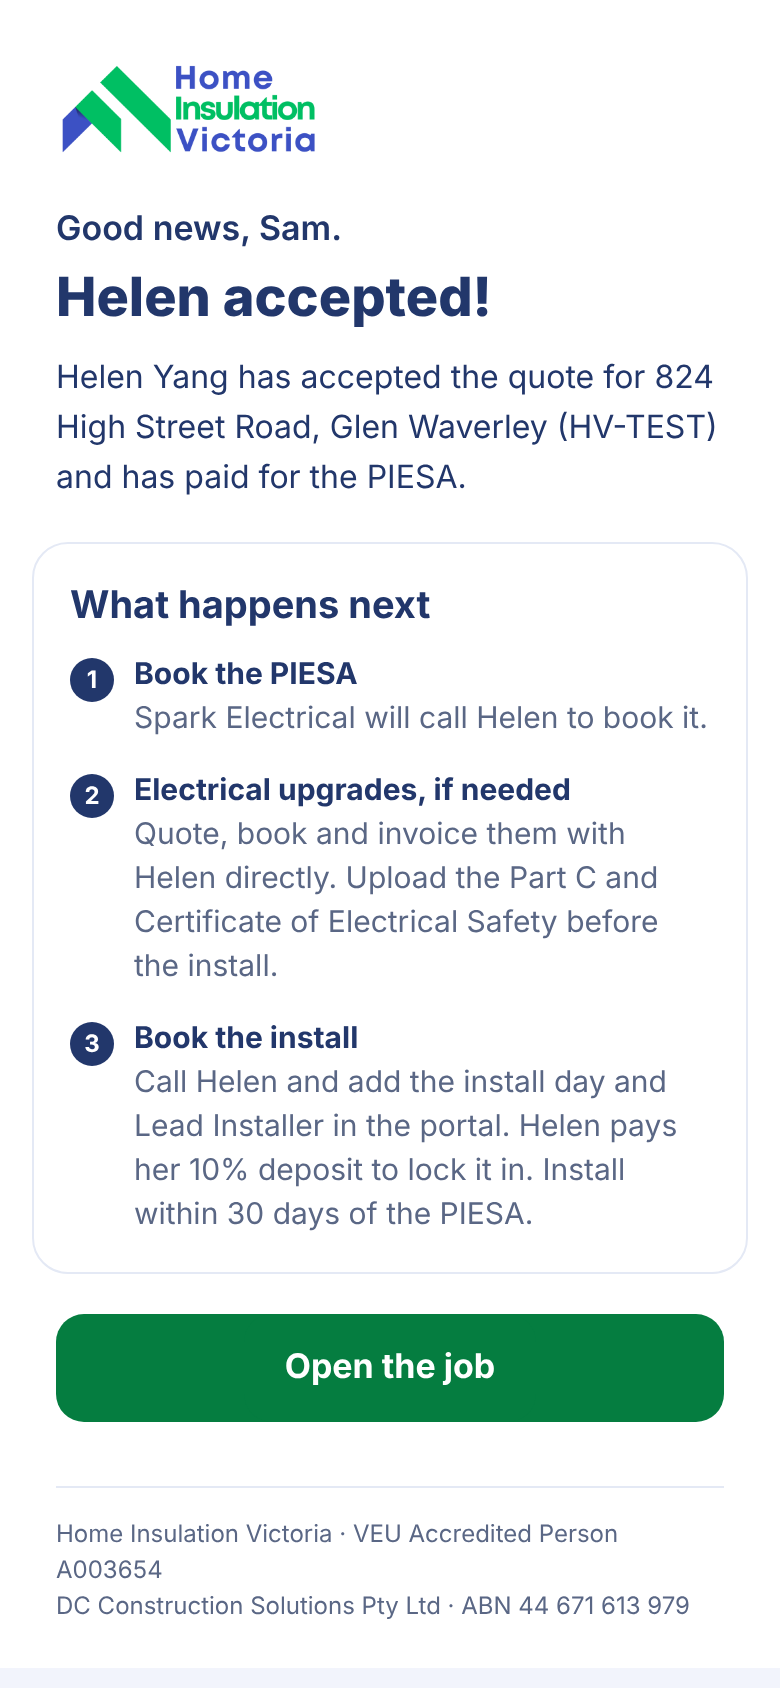 Home
Insulation
Victoria
Good news, Sam.
Helen accepted!
Helen Yang has accepted the quote for 824
High Street Road, Glen Waverley (HV-TEST)
and has paid for the PIESA.
What happens next
1 Book the PIESA
Spark Electrical will call Helen to book it.
2 Electrical upgrades, if needed
Quote, book and invoice them with
Helen directly. Upload the Part C and
Certificate of Electrical Safety before
the install.
3 Book the install
Call Helen and add the install day and
Lead Installer in the portal. Helen pays
her 10% deposit to lock it in. Install
within 30 days of the PIESA.
Open the job
Home Insulation Victoria · VEU Accredited Person
A003654
DC Construction Solutions Pty Ltd · ABN 44 671 613 979